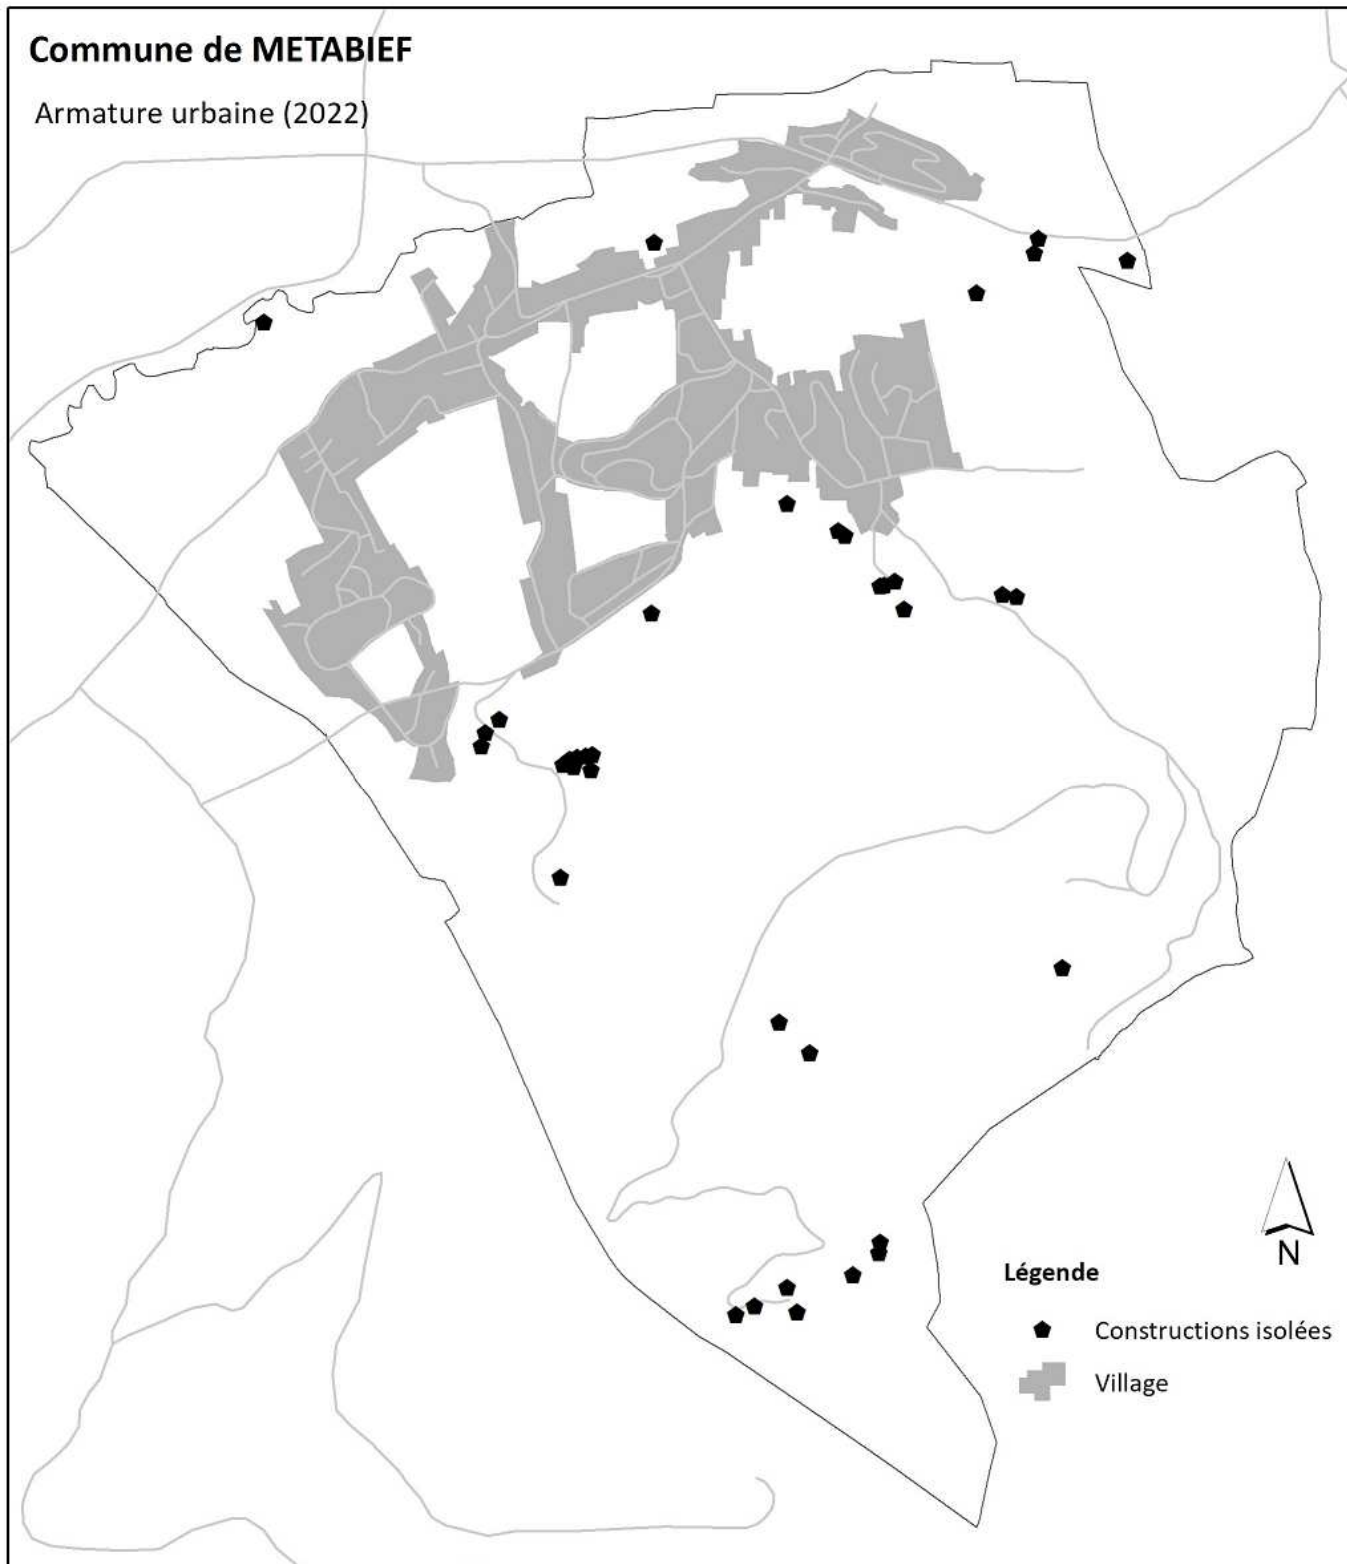 Commune de METABIEF
Armature urbaine (2022)
N
Légende
Constructions isolées
Village